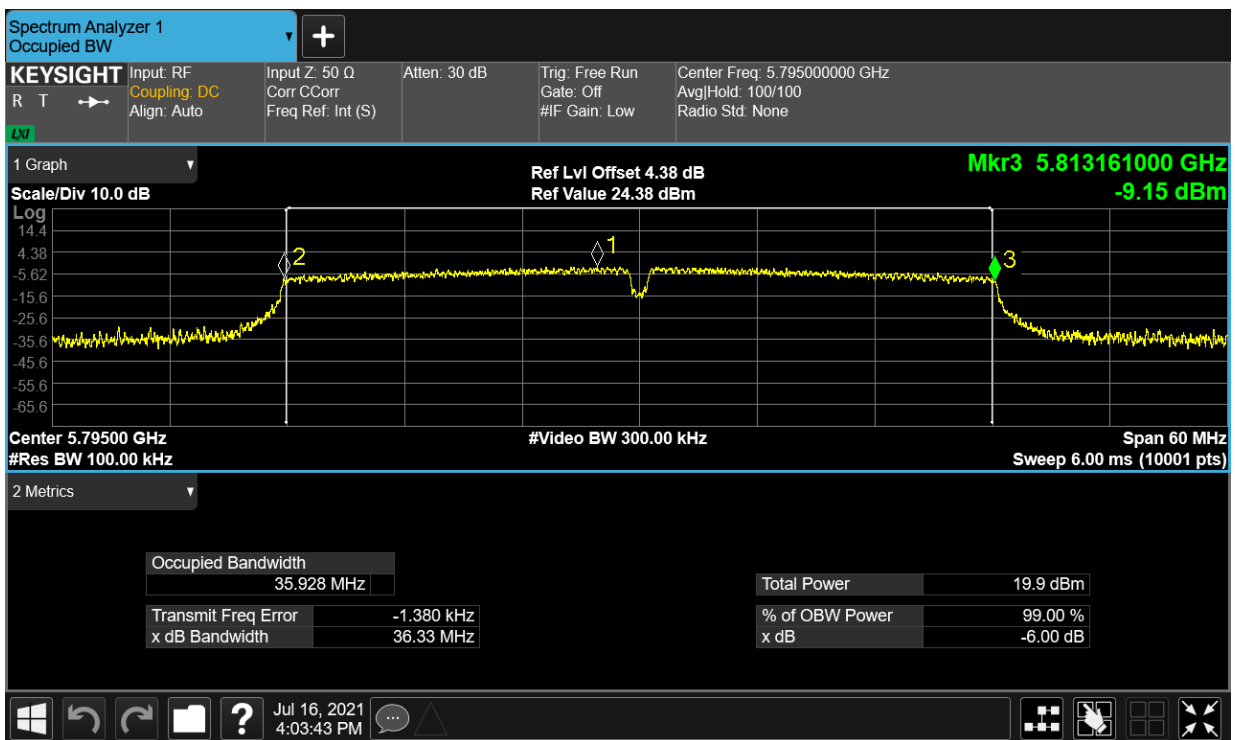 Spectrum Analyzer 1
Occupied BW
KEYSIGHT
R T
LXI
Input: RF
Coupling: DC
Align: Auto
Input Z: 50 Ω
Corr CCorr
Freq Ref: Int (S)
Atten: 30 dB
Trig: Free Run
Gate: Off
#IF Gain: Low
Center Freq: 5.795000000 GHz
Avg|Hold: 100/100
Radio Std: None
1 Graph
Scale/Div 10.0 dB
Ref Lvl Offset 4.38 dB
Ref Value 24.38 dBm
Mkr3 5.813161000 GHz
-9.15 dBm
Log
14.4
4.38
-5.62
-15.6
-25.6
-35.6
-45.6
-55.6
-65.6
2
1
3
Center 5.79500 GHz
#Video BW 300.00 kHz
Span 60 MHz
#Res BW 100.00 kHz
Sweep 6.00 ms (10001 pts)
2 Metrics
Occupied Bandwidth
35.928 MHz
Transmit Freq Error -1.380 kHz
x dB Bandwidth 36.33 MHz
Total Power 19.9 dBm
% of OBW Power 99.00 %
x dB -6.00 dB
?
Jul 16, 2021
4:03:43 PM